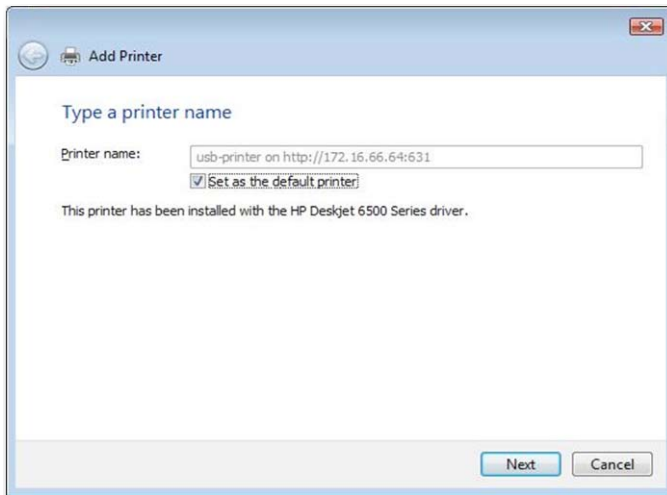 Add Printer
Type a printer name
Printer name:
usb-printer on http://172.16.66.64:631
Set as the default printer
This printer has been installed with the HP Deskjet 6500 Series driver.
Next
Cancel